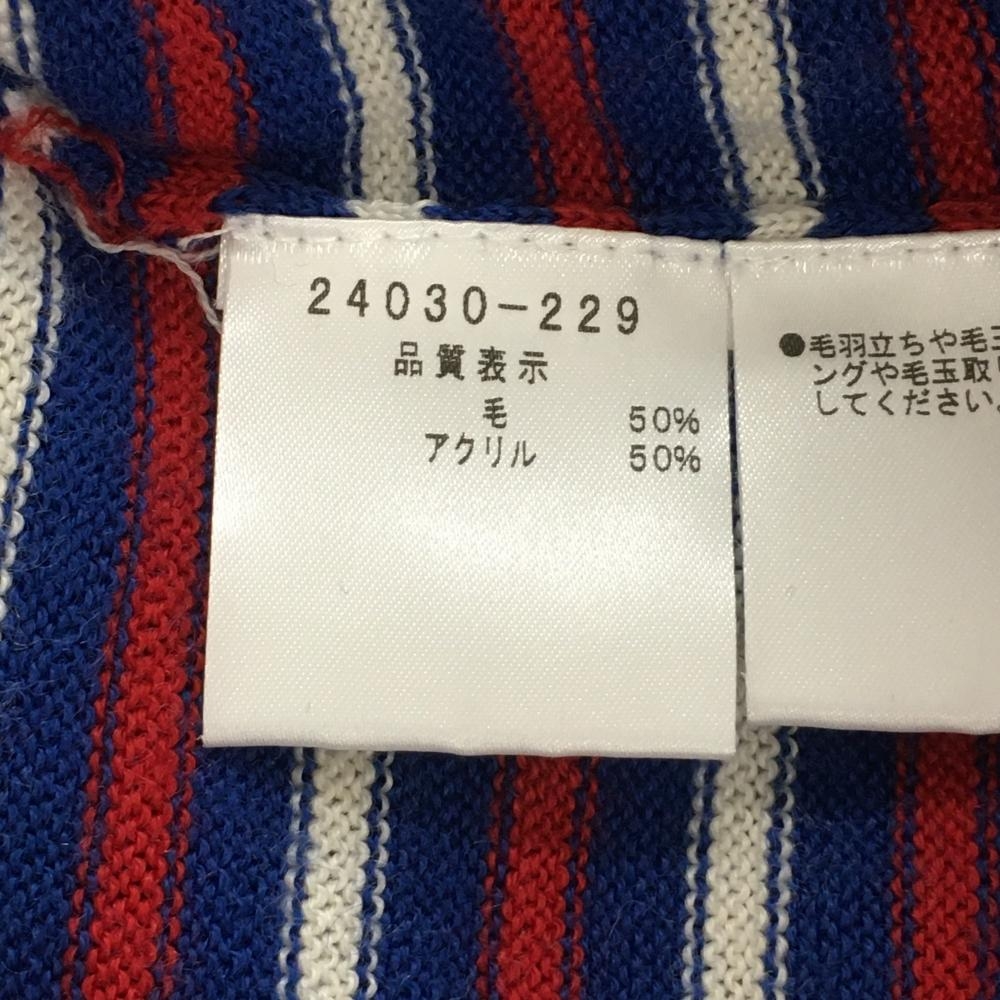 24030-229
品質表示
毛 50%
アクリル 50%
●毛羽立ちや毛玉
ングや毛玉取り
してください。